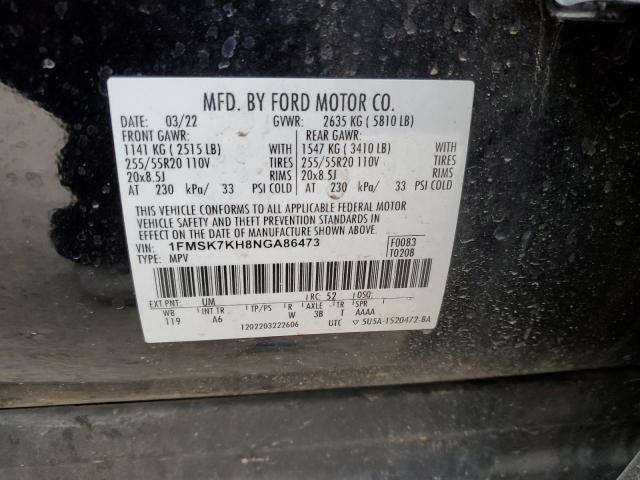 MFD. BY FORD MOTOR CO.
DATE: 03/22 GVWR: 2635 KG ( 5810 LB)
FRONT GAWR: REAR GAWR:
1141 KG ( 2515 LB) WITH 1547 KG ( 3410 LB) WITH
255/55R20 110V TIRES 255/55R20 110V TIRES
20x8.5J RIMS 20x8.5J RIMS
AT 230 kPa/ 33 PSI COLD AT 230 kPa/ 33 PSI COLD
THIS VEHICLE CONFORMS TO ALL APPLICABLE FEDERAL MOTOR
VEHICLE SAFETY AND THEFT PREVENTION STANDARDS IN
EFFECT ON THE DATE OF MANUFACTURE SHOWN ABOVE.
VIN: 1FMSK7KH8NGA86473 F0083
TYPE: MPV T0208
EXT PNT: UM RC: 52 DSO:
WB INT TR TP/PS R AXLE TR SPR
119 A6 W 3B T AAAA
1202203222606 UTC ▽ 5U5A-1520472-BA